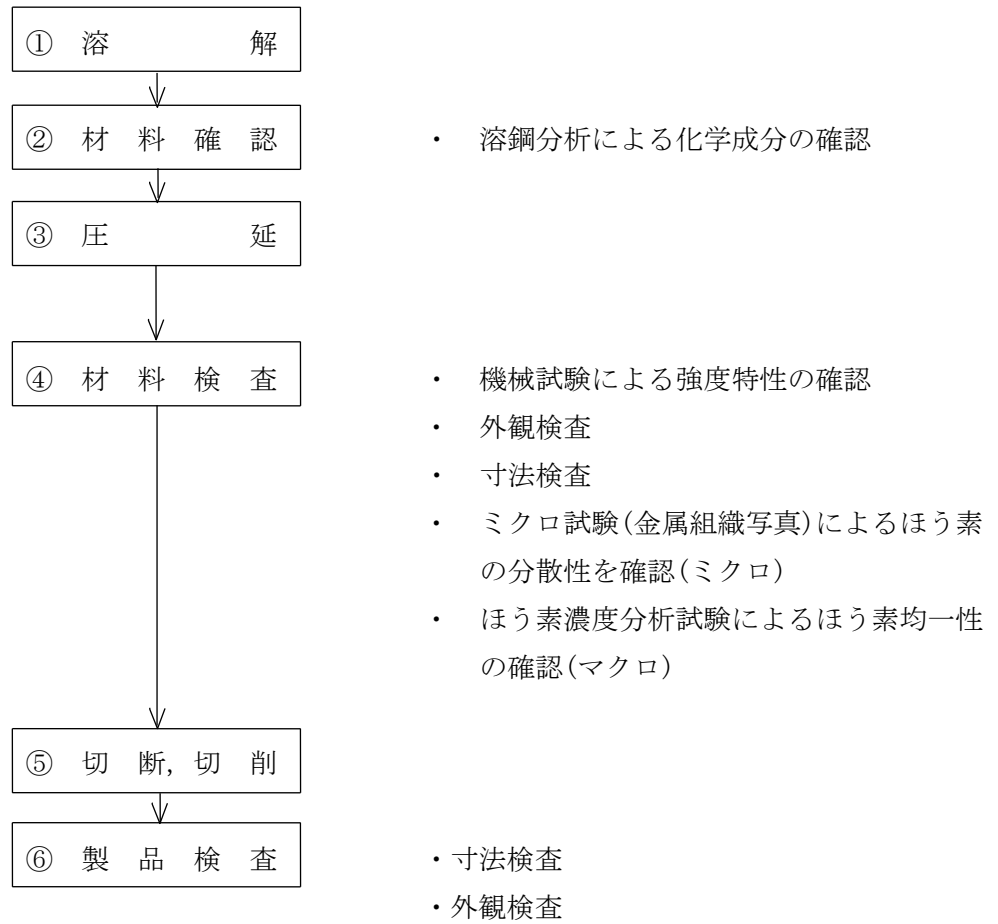 ① 溶 解
② 材 料 確 認
・ 溶鋼分析による化学成分の確認
③ 圧 延
④ 材 料 検 査
・ 機械試験による強度特性の確認
・ 外観検査
・ 寸法検査
・ ミクロ試験(金属組織写真)によるほう素
の分散性を確認(ミクロ)
・ ほう素濃度分析試験によるほう素均一性
の確認(マクロ)
⑤ 切 断, 切 削
⑥ 製 品 検 査
・寸法検査
・外観検査